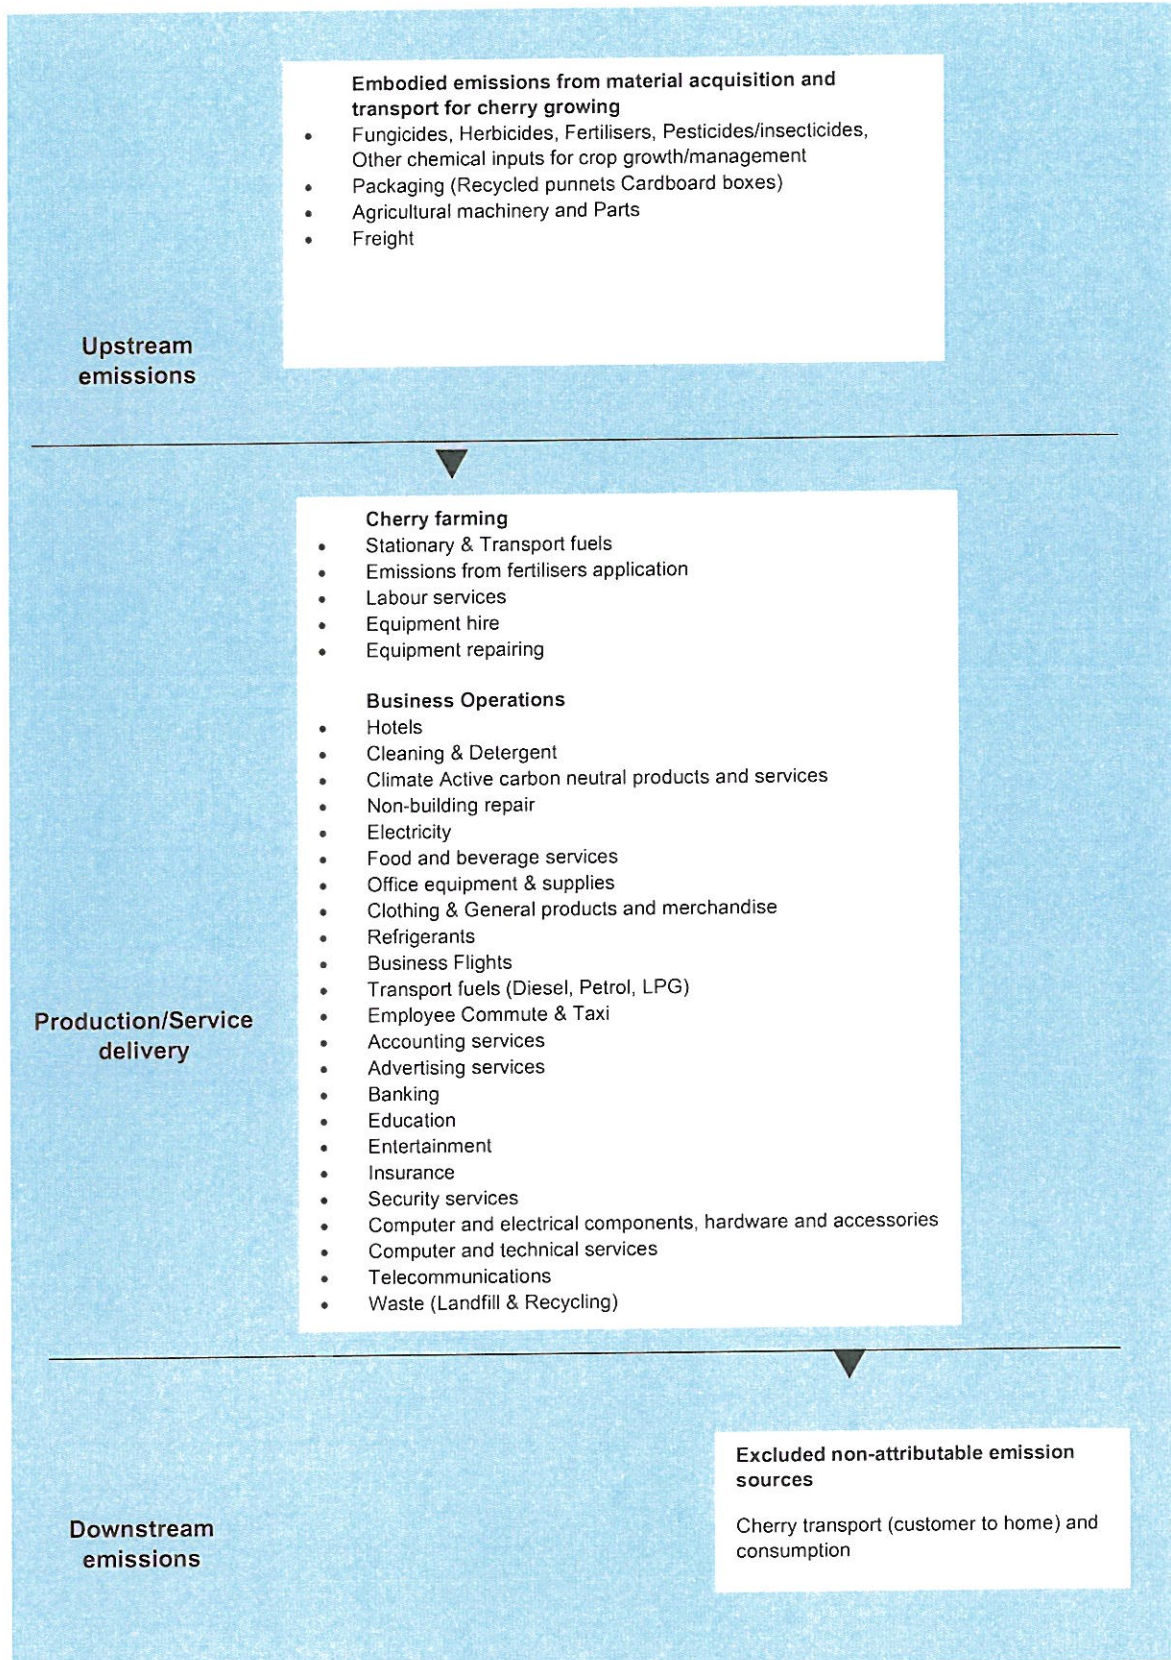 Embodied emissions from material acquisition and
transport for cherry growing
• Fungicides, Herbicides, Fertilisers, Pesticides/insecticides,
Other chemical inputs for crop growth/management
• Packaging (Recycled punnets Cardboard boxes)
• Agricultural machinery and Parts
• Freight
Upstream
emissions
Cherry farming
• Stationary & Transport fuels
• Emissions from fertilisers application
• Labour services
• Equipment hire
• Equipment repairing
Business Operations
• Hotels
• Cleaning & Detergent
• Climate Active carbon neutral products and services
• Non-building repair
• Electricity
• Food and beverage services
• Office equipment & supplies
• Clothing & General products and merchandise
• Refrigerants
• Business Flights
• Transport fuels (Diesel, Petrol, LPG)
• Employee Commute & Taxi
• Accounting services
• Advertising services
• Banking
• Education
• Entertainment
• Insurance
• Security services
• Computer and electrical components, hardware and accessories
• Computer and technical services
• Telecommunications
• Waste (Landfill & Recycling)
Production/Service
delivery
Excluded non-attributable emission
sources
Cherry transport (customer to home) and
consumption
Downstream
emissions